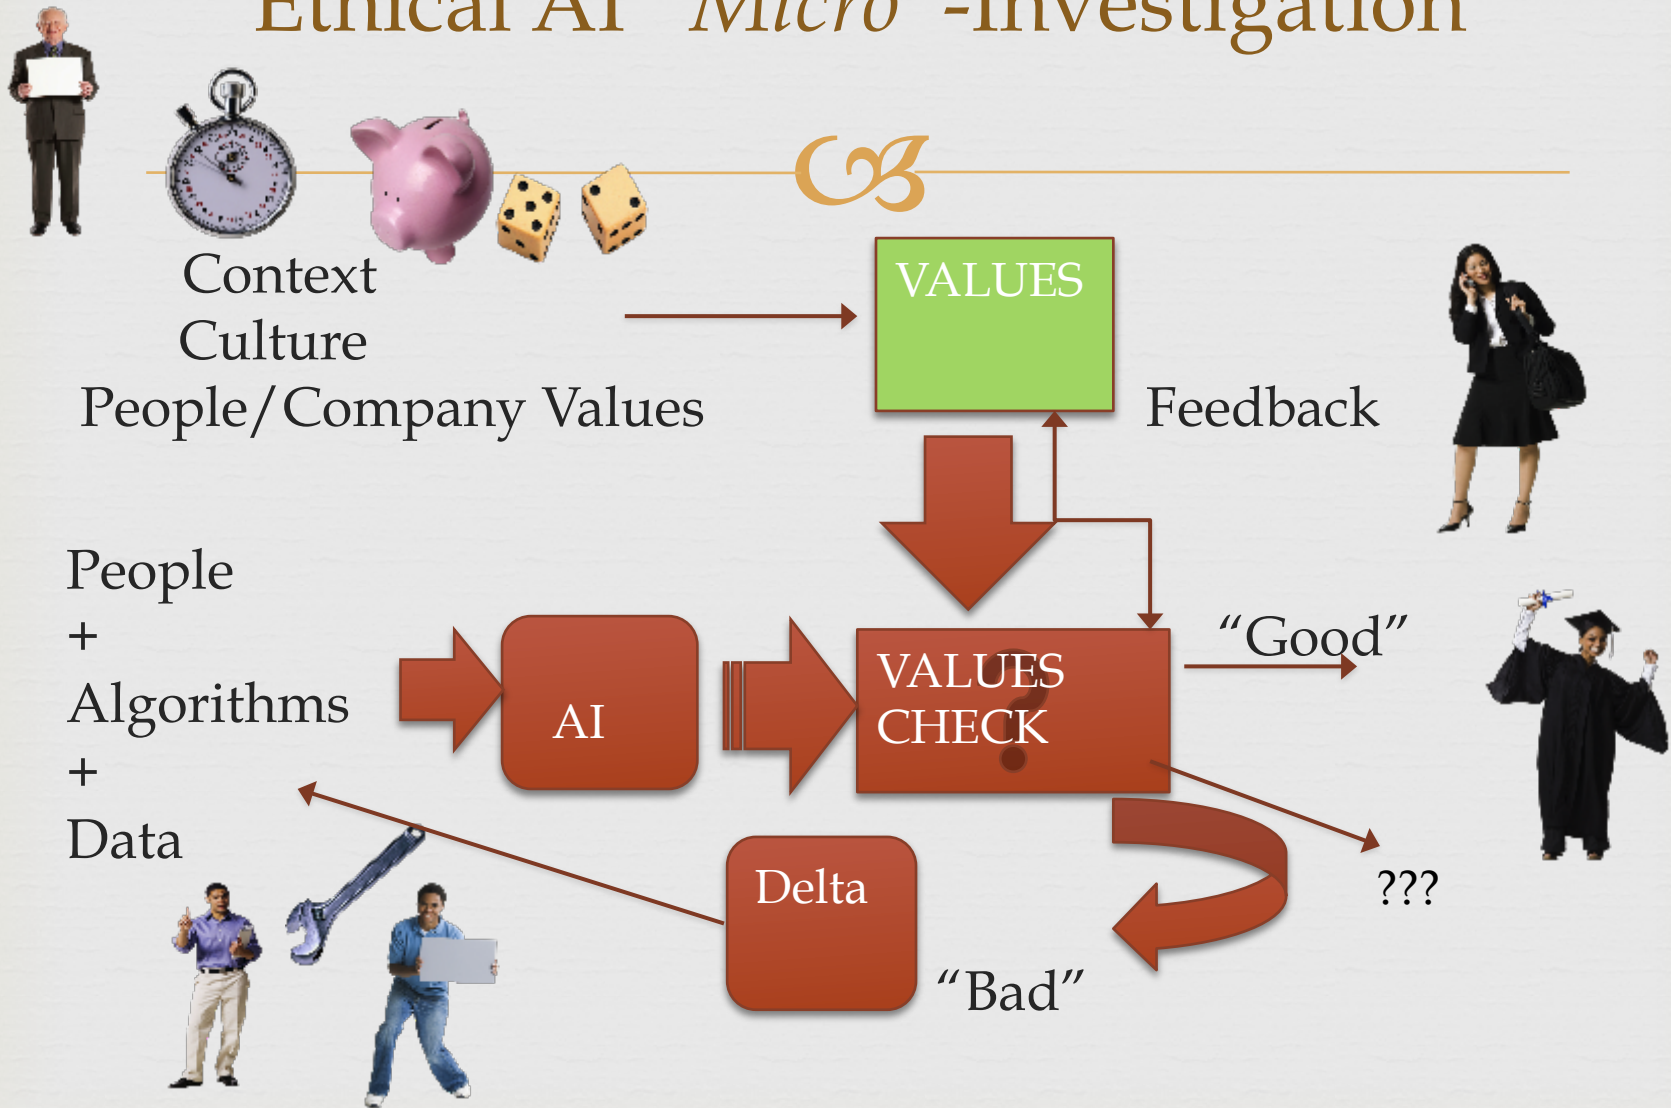 Ethical AI "Micro"-Investigation
Context
Culture
People/Company Values
VALUES
Feedback
People
+
Algorithms
+
Data
AI
VALUES
CHECK
?
"Good"
???
Delta
"Bad"